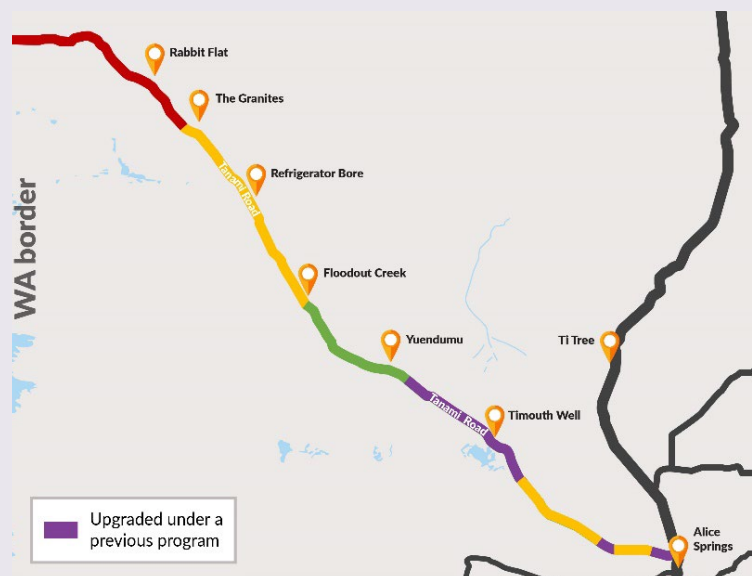 Rabbit Flat
The Granites
Tanami Road
Refrigerator Bore
WA border
Floodout Creek
Yuendumu
Ti Tree
Tanami Road
Timouth Well
Upgraded under a
previous program
Alice
Springs